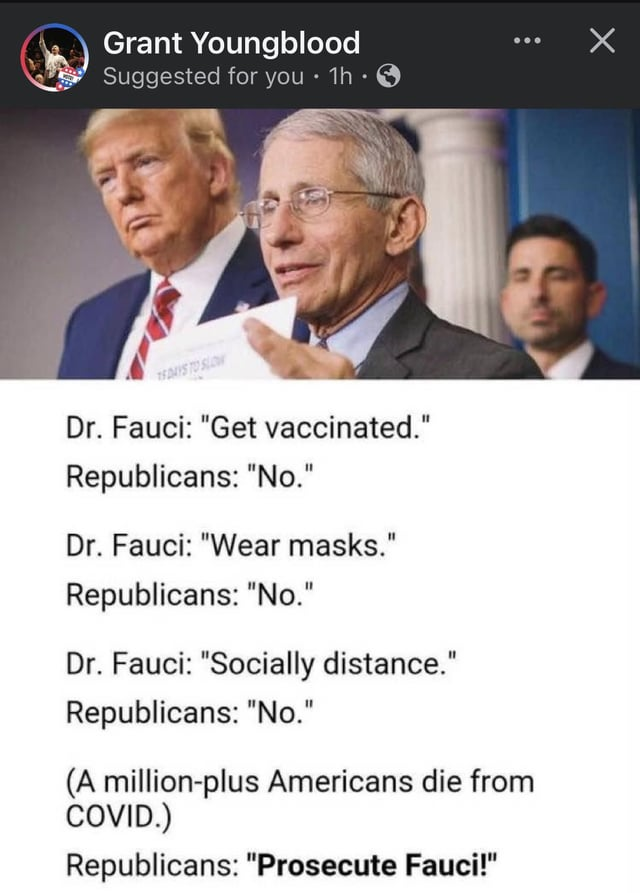 Grant Youngblood
Suggested for you · 1h ·
15 DAYS TO SLOW
Dr. Fauci: "Get vaccinated."
Republicans: "No."
Dr. Fauci: "Wear masks."
Republicans: "No."
Dr. Fauci: "Socially distance."
Republicans: "No."
(A million-plus Americans die from
COVID.)
Republicans: "Prosecute Fauci!"